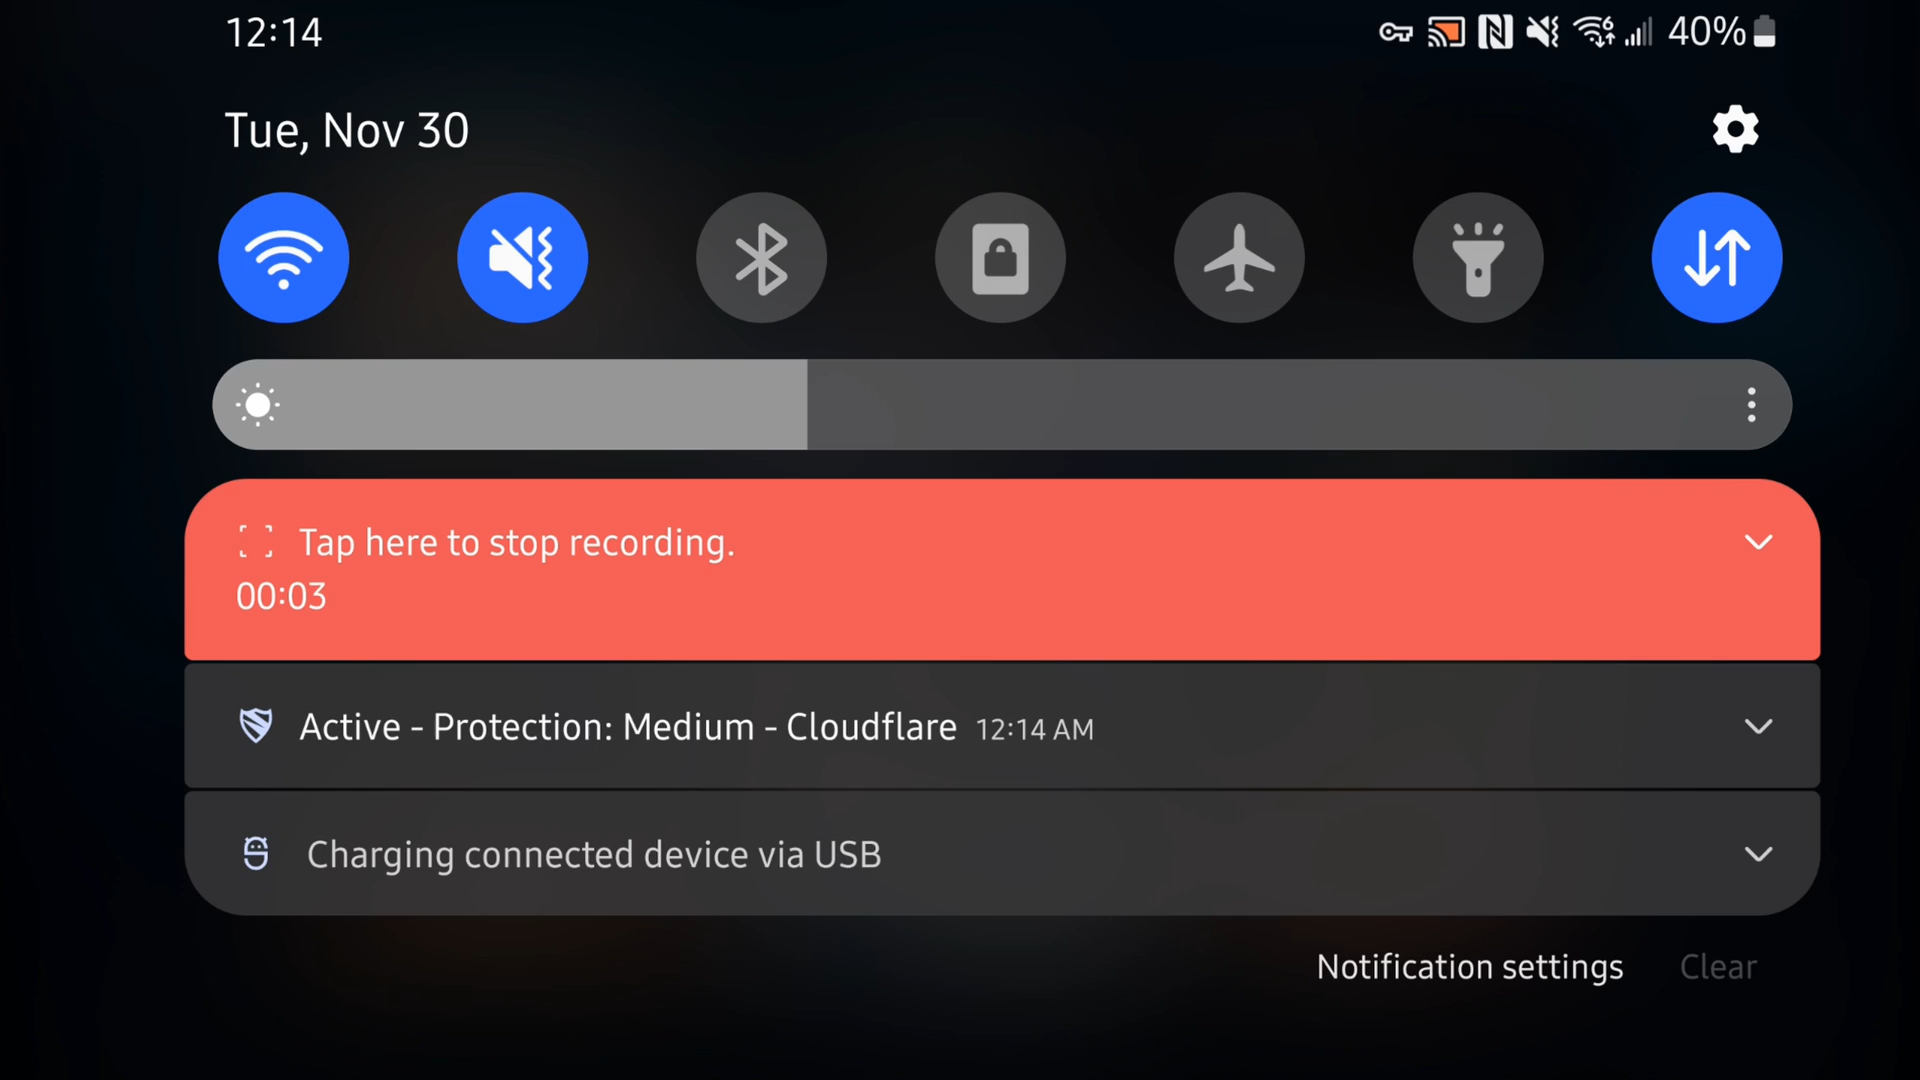 12:14
40%
Tue, Nov 30
Tap here to stop recording.
00:03
Active - Protection: Medium - Cloudflare 12:14 AM
Charging connected device via USB
Notification settings Clear